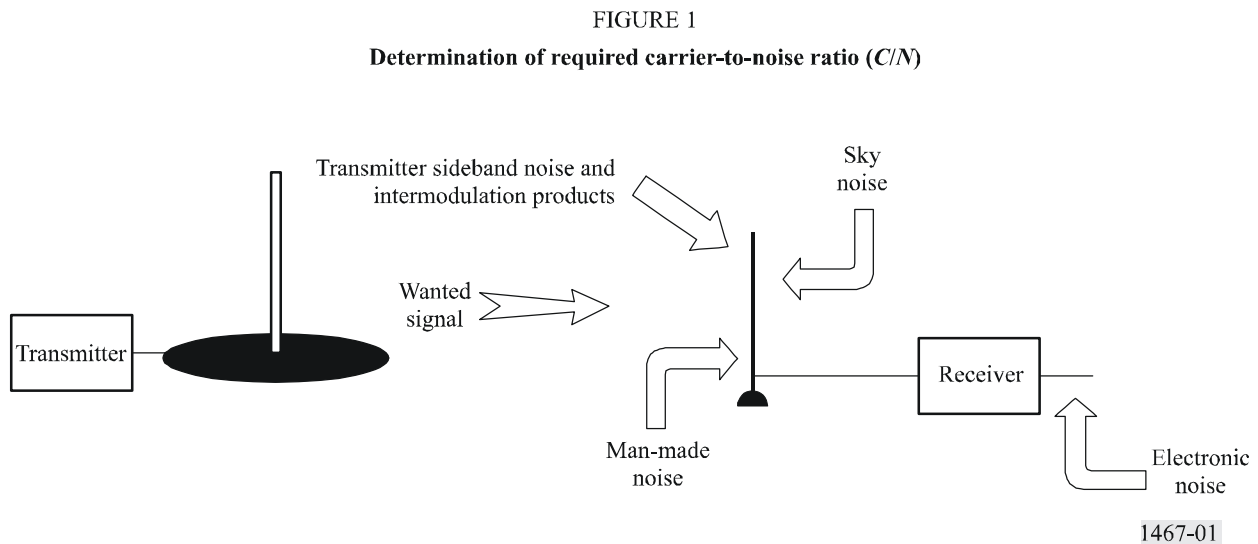 FIGURE 1
Determination of required carrier-to-noise ratio (C/N)
Transmitter sideband noise and
intermodulation products
Sky
noise
Wanted
signal
Transmitter
Receiver
Man-made
noise
Electronic
noise
1467-01